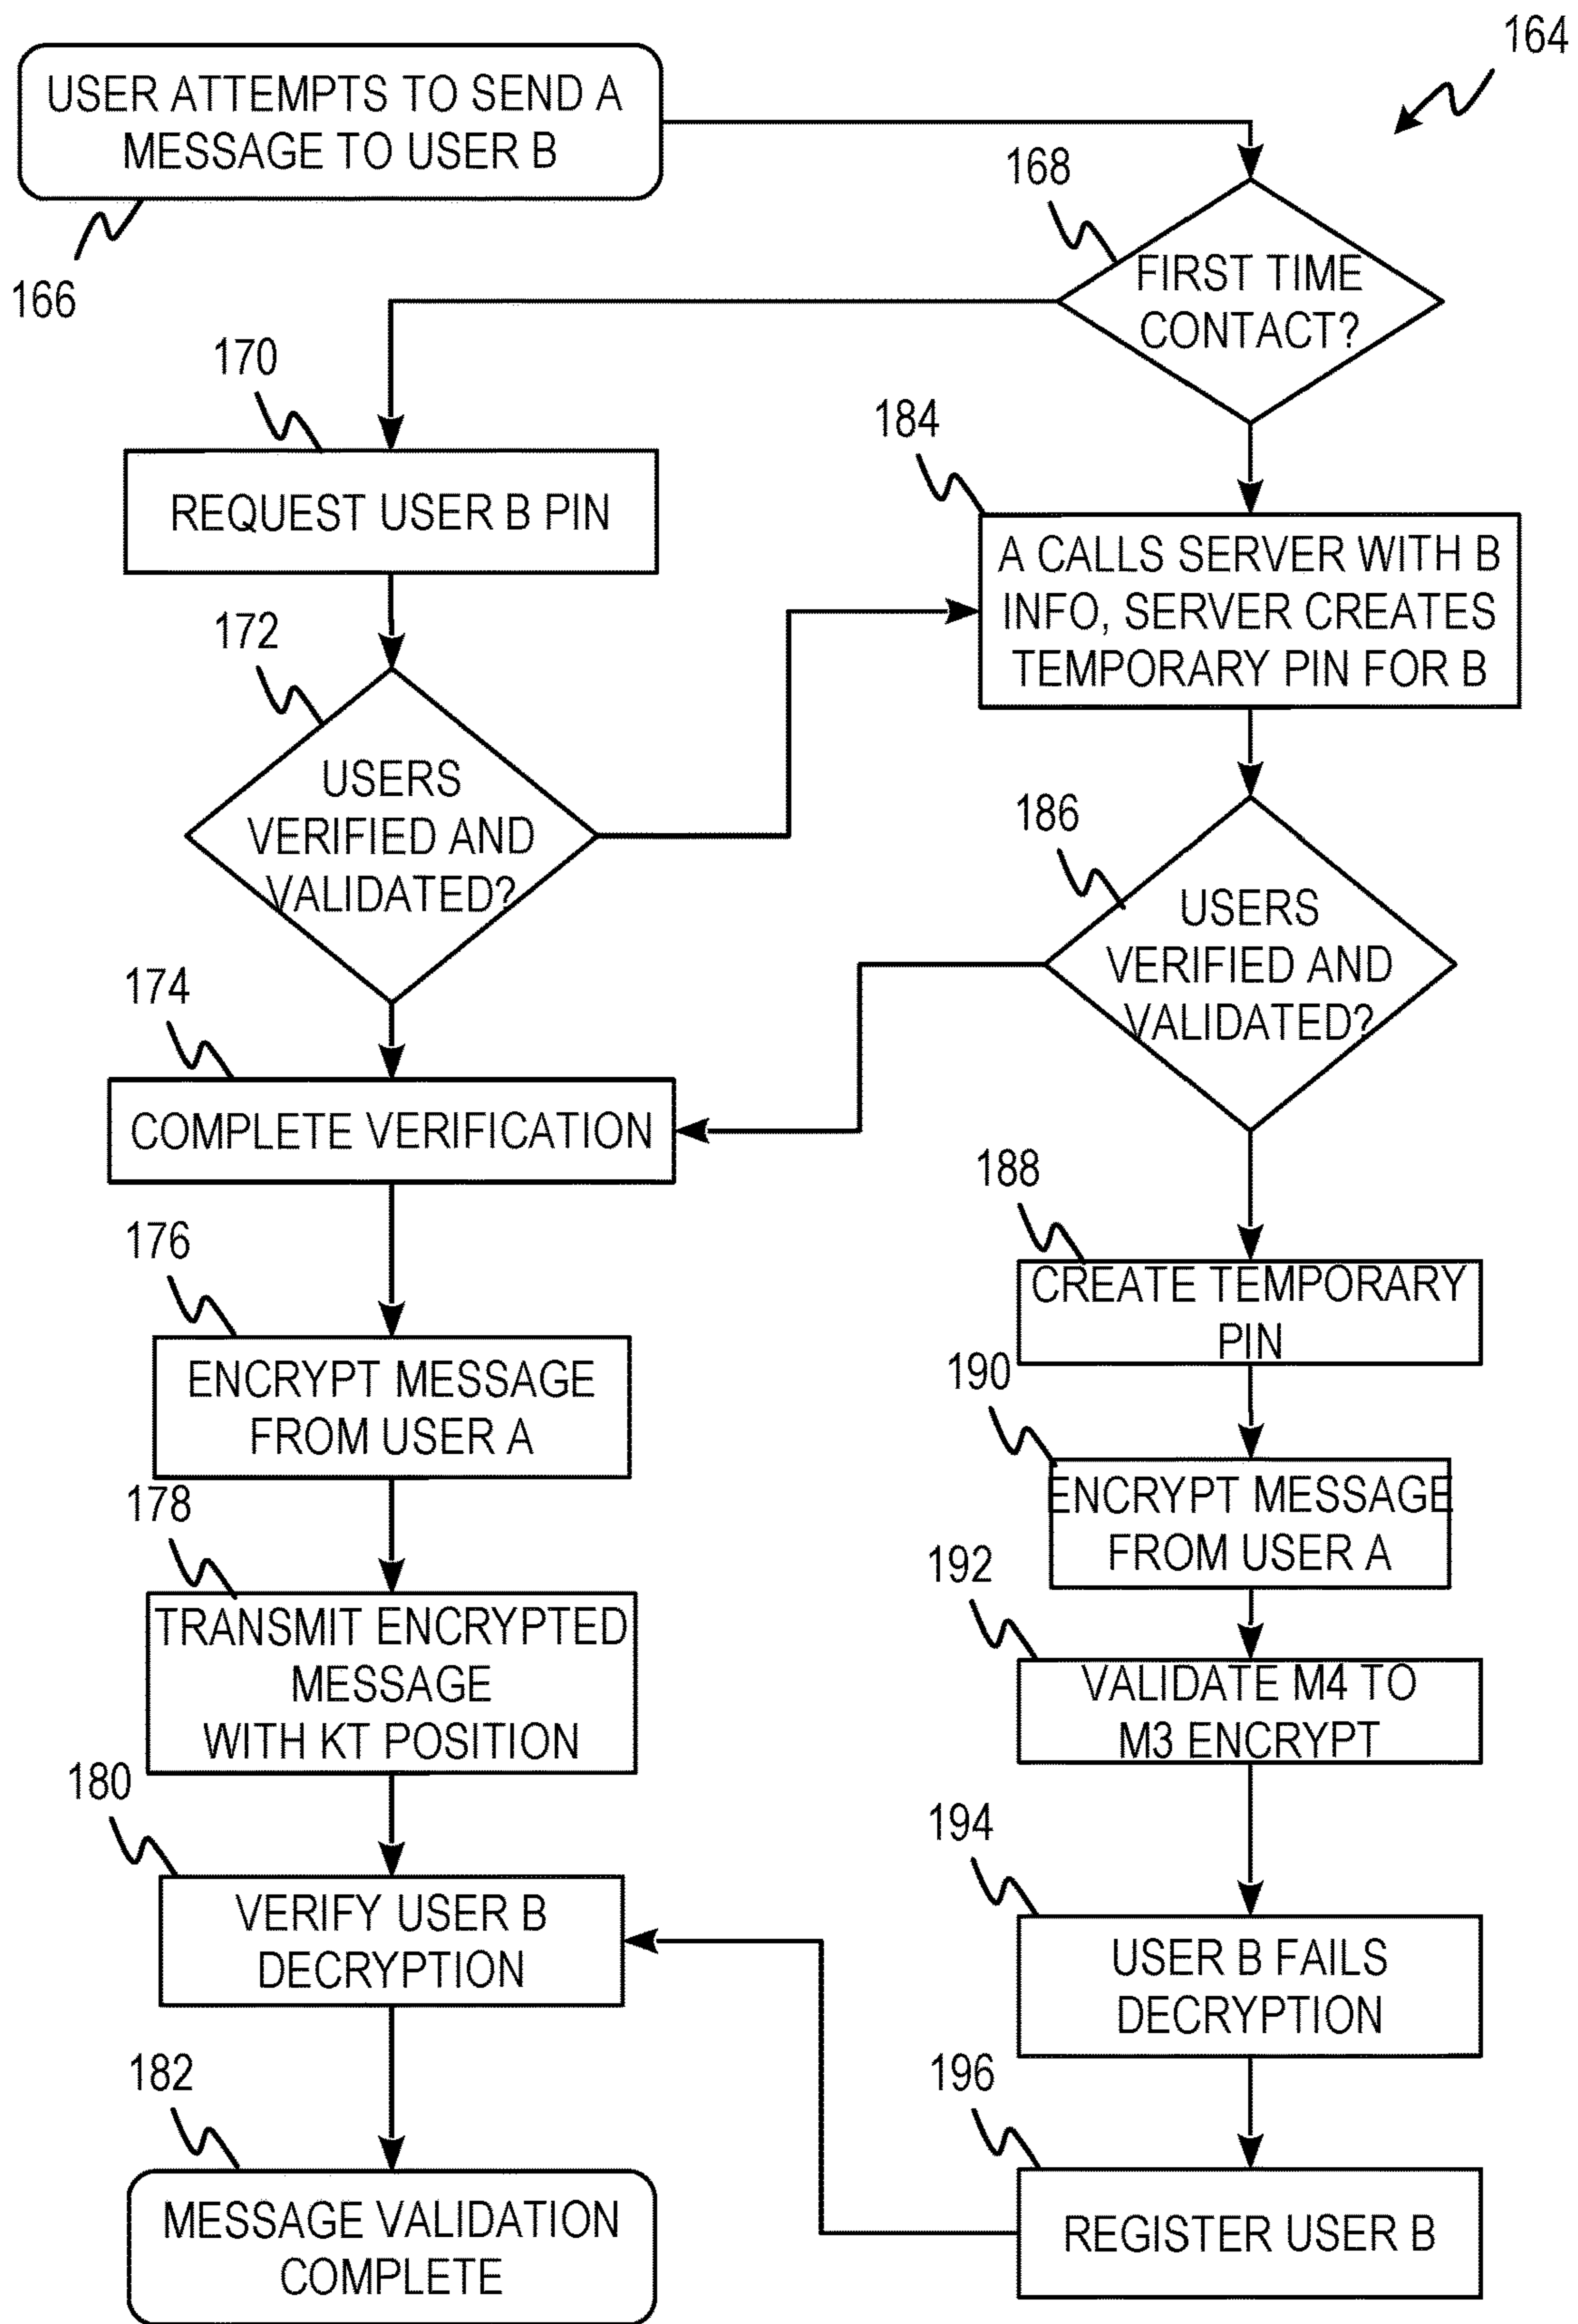 164
USER ATTEMPTS TO SEND A
MESSAGE TO USER B
166
168
FIRST TIME
CONTACT?
170
REQUEST USER B PIN
184
A CALLS SERVER WITH B
INFO, SERVER CREATES
TEMPORARY PIN FOR B
172
USERS
VERIFIED AND
VALIDATED?
186
USERS
VERIFIED AND
VALIDATED?
174
COMPLETE VERIFICATION
188
CREATE TEMPORARY
PIN
176
ENCRYPT MESSAGE
FROM USER A
190
ENCRYPT MESSAGE
FROM USER A
178
TRANSMIT ENCRYPTED
MESSAGE
WITH KT POSITION
192
VALIDATE M4 TO
M3 ENCRYPT
180
VERIFY USER B
DECRYPTION
194
USER B FAILS
DECRYPTION
182
MESSAGE VALIDATION
COMPLETE
196
REGISTER USER B